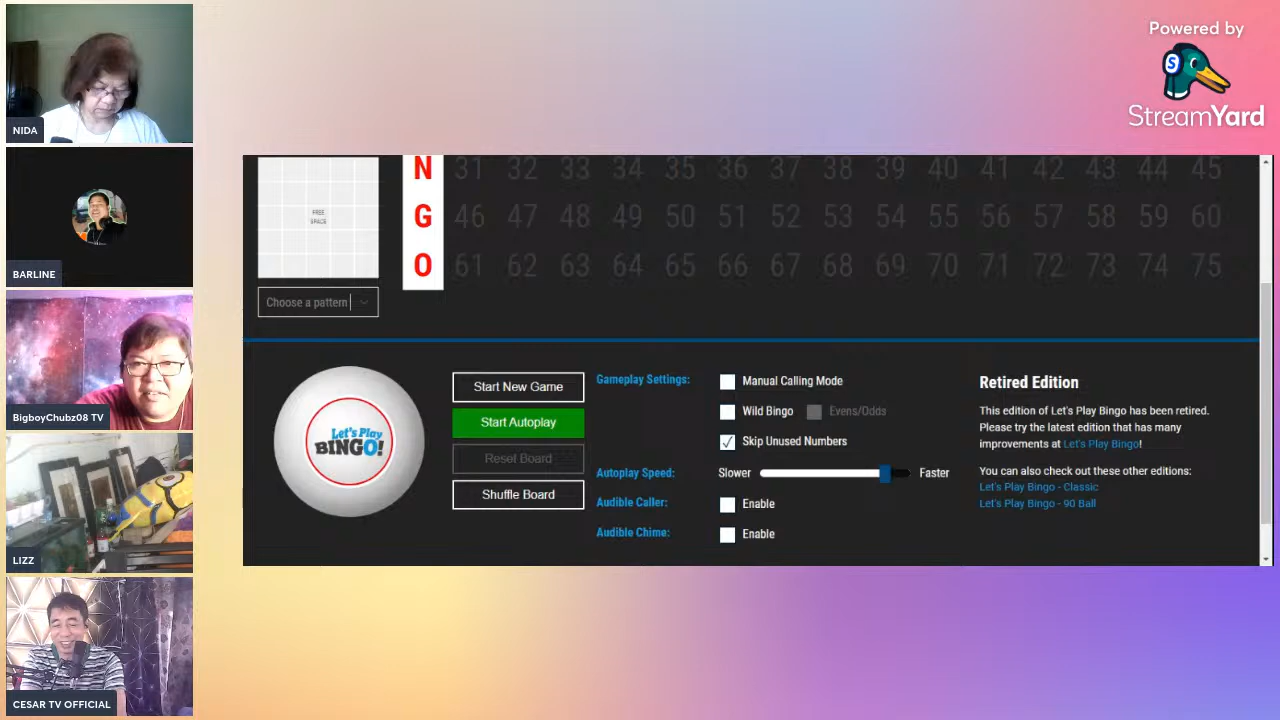 Powered by
S
StreamYard
NIDA
BARLINE
BigboyChubz08 TV
LIZZ
CESAR TV OFFICIAL
FREE
SPACE
Choose a pattern
N 31 32 33 34 35 36 37 38 39 40 41 42 43 44 45
G 46 47 48 49 50 51 52 53 54 55 56 57 58 59 60
O 61 62 63 64 65 66 67 68 69 70 71 72 73 74 75
Let's Play
BINGO!
Start New Game
Start Autoplay
Reset Board
Shuffle Board
Gameplay Settings:
Manual Calling Mode
Wild Bingo Evens/Odds
Skip Unused Numbers
Autoplay Speed: Slower Faster
Audible Caller: Enable
Audible Chime: Enable
Retired Edition
This edition of Let's Play Bingo has been retired.
Please try the latest edition that has many
improvements at Let's Play Bingo!
You can also check out these other editions:
Let's Play Bingo - Classic
Let's Play Bingo - 90 Ball